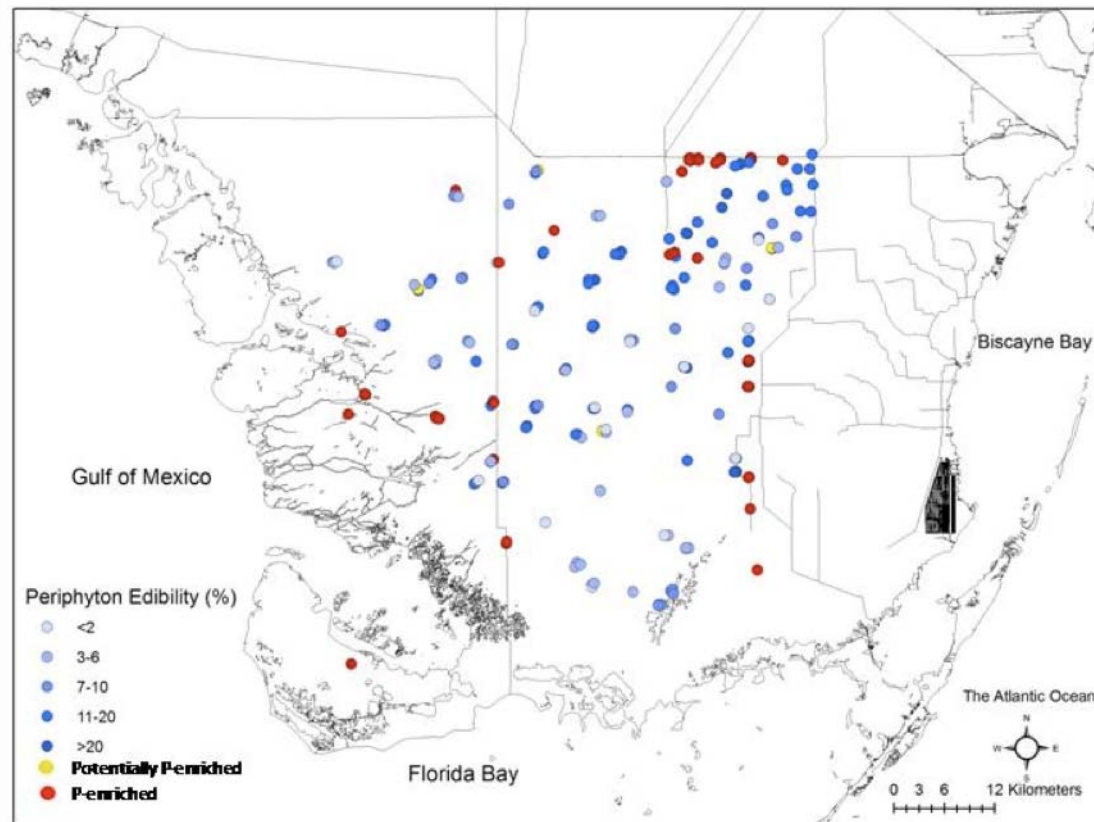 Biscayne Bay
Gulf of Mexico
Periphyton Edibility (%)
<2
3-6
7-10
11-20
>20
Potentially P-enriched
P-enriched
Florida Bay
The Atlantic Ocean
N
W
E
S
0 3 6 12 Kilometers